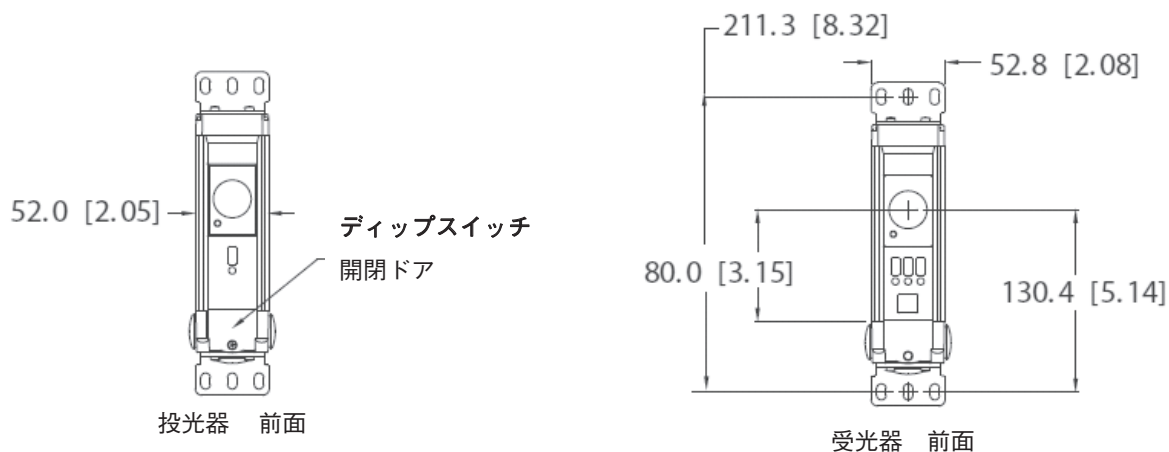 211.3 [8.32]
52.8 [2.08]
52.0 [2.05]
ディップスイッチ
開閉ドア
80.0 [3.15]
130.4 [5.14]
投光器 前面
受光器 前面